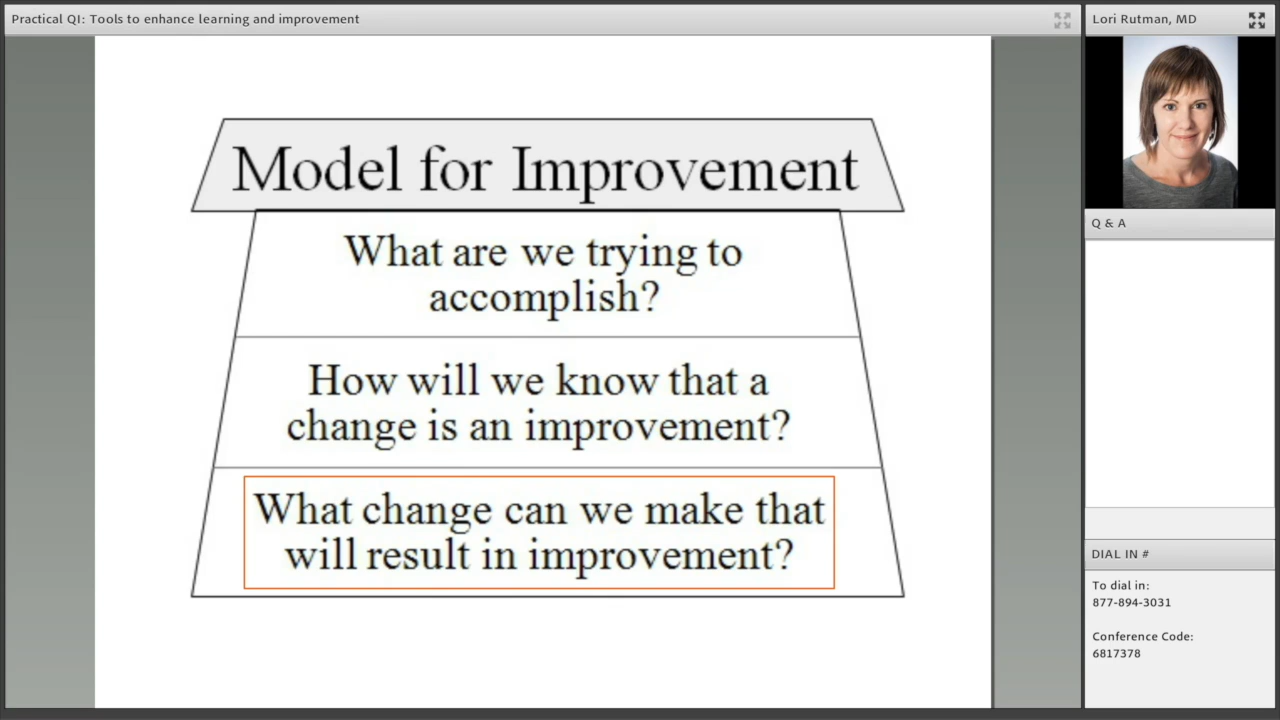 Practical QI: Tools to enhance learning and improvement
Model for Improvement
What are we trying to
accomplish?
How will we know that a
change is an improvement?
What change can we make that
will result in improvement?
Lori Rutman, MD
Q & A
DIAL IN #
To dial in:
877-894-3031
Conference Code:
6817378